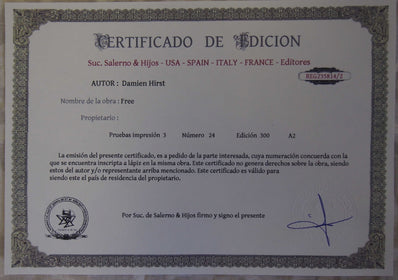 CERTIFICADO DE EDICION
Suc. Salerno & Hijos - USA - SPAIN - ITALY - FRANCE - Editores
REG235814/2
AUTOR : Damien Hirst
Nombre de la obra : Free
Propietario :
Pruebas impresión 3 Número 24 Edición 300 A2
La emisión del presente certificado, es a pedido de la parte interesada, cuya numeración concuerda con la
que se encuentra inscripta a lápiz en la misma obra. Este certificado no genera derechos sobre la obra, siendo
estos del autor y/o representante arriba mencionado. Este certificado es válido para
siendo este el país de residencia del propietario.
Por Suc. de Salerno & Hijos firmo y signo el presente